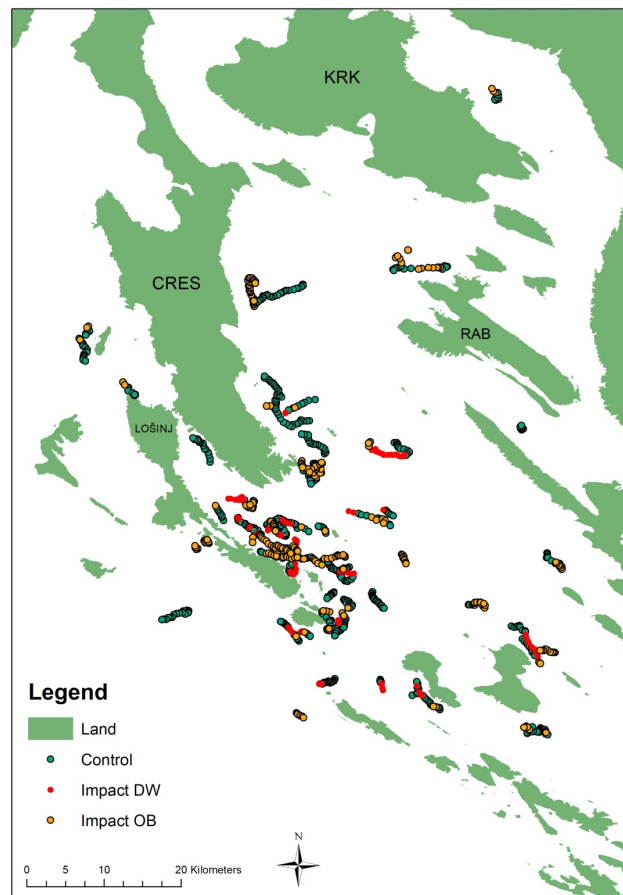 KRK
CRES
RAB
LOŠINJ
Legend
Land
Control
Impact DW
Impact OB
N
0 5 10 20 Kilometers